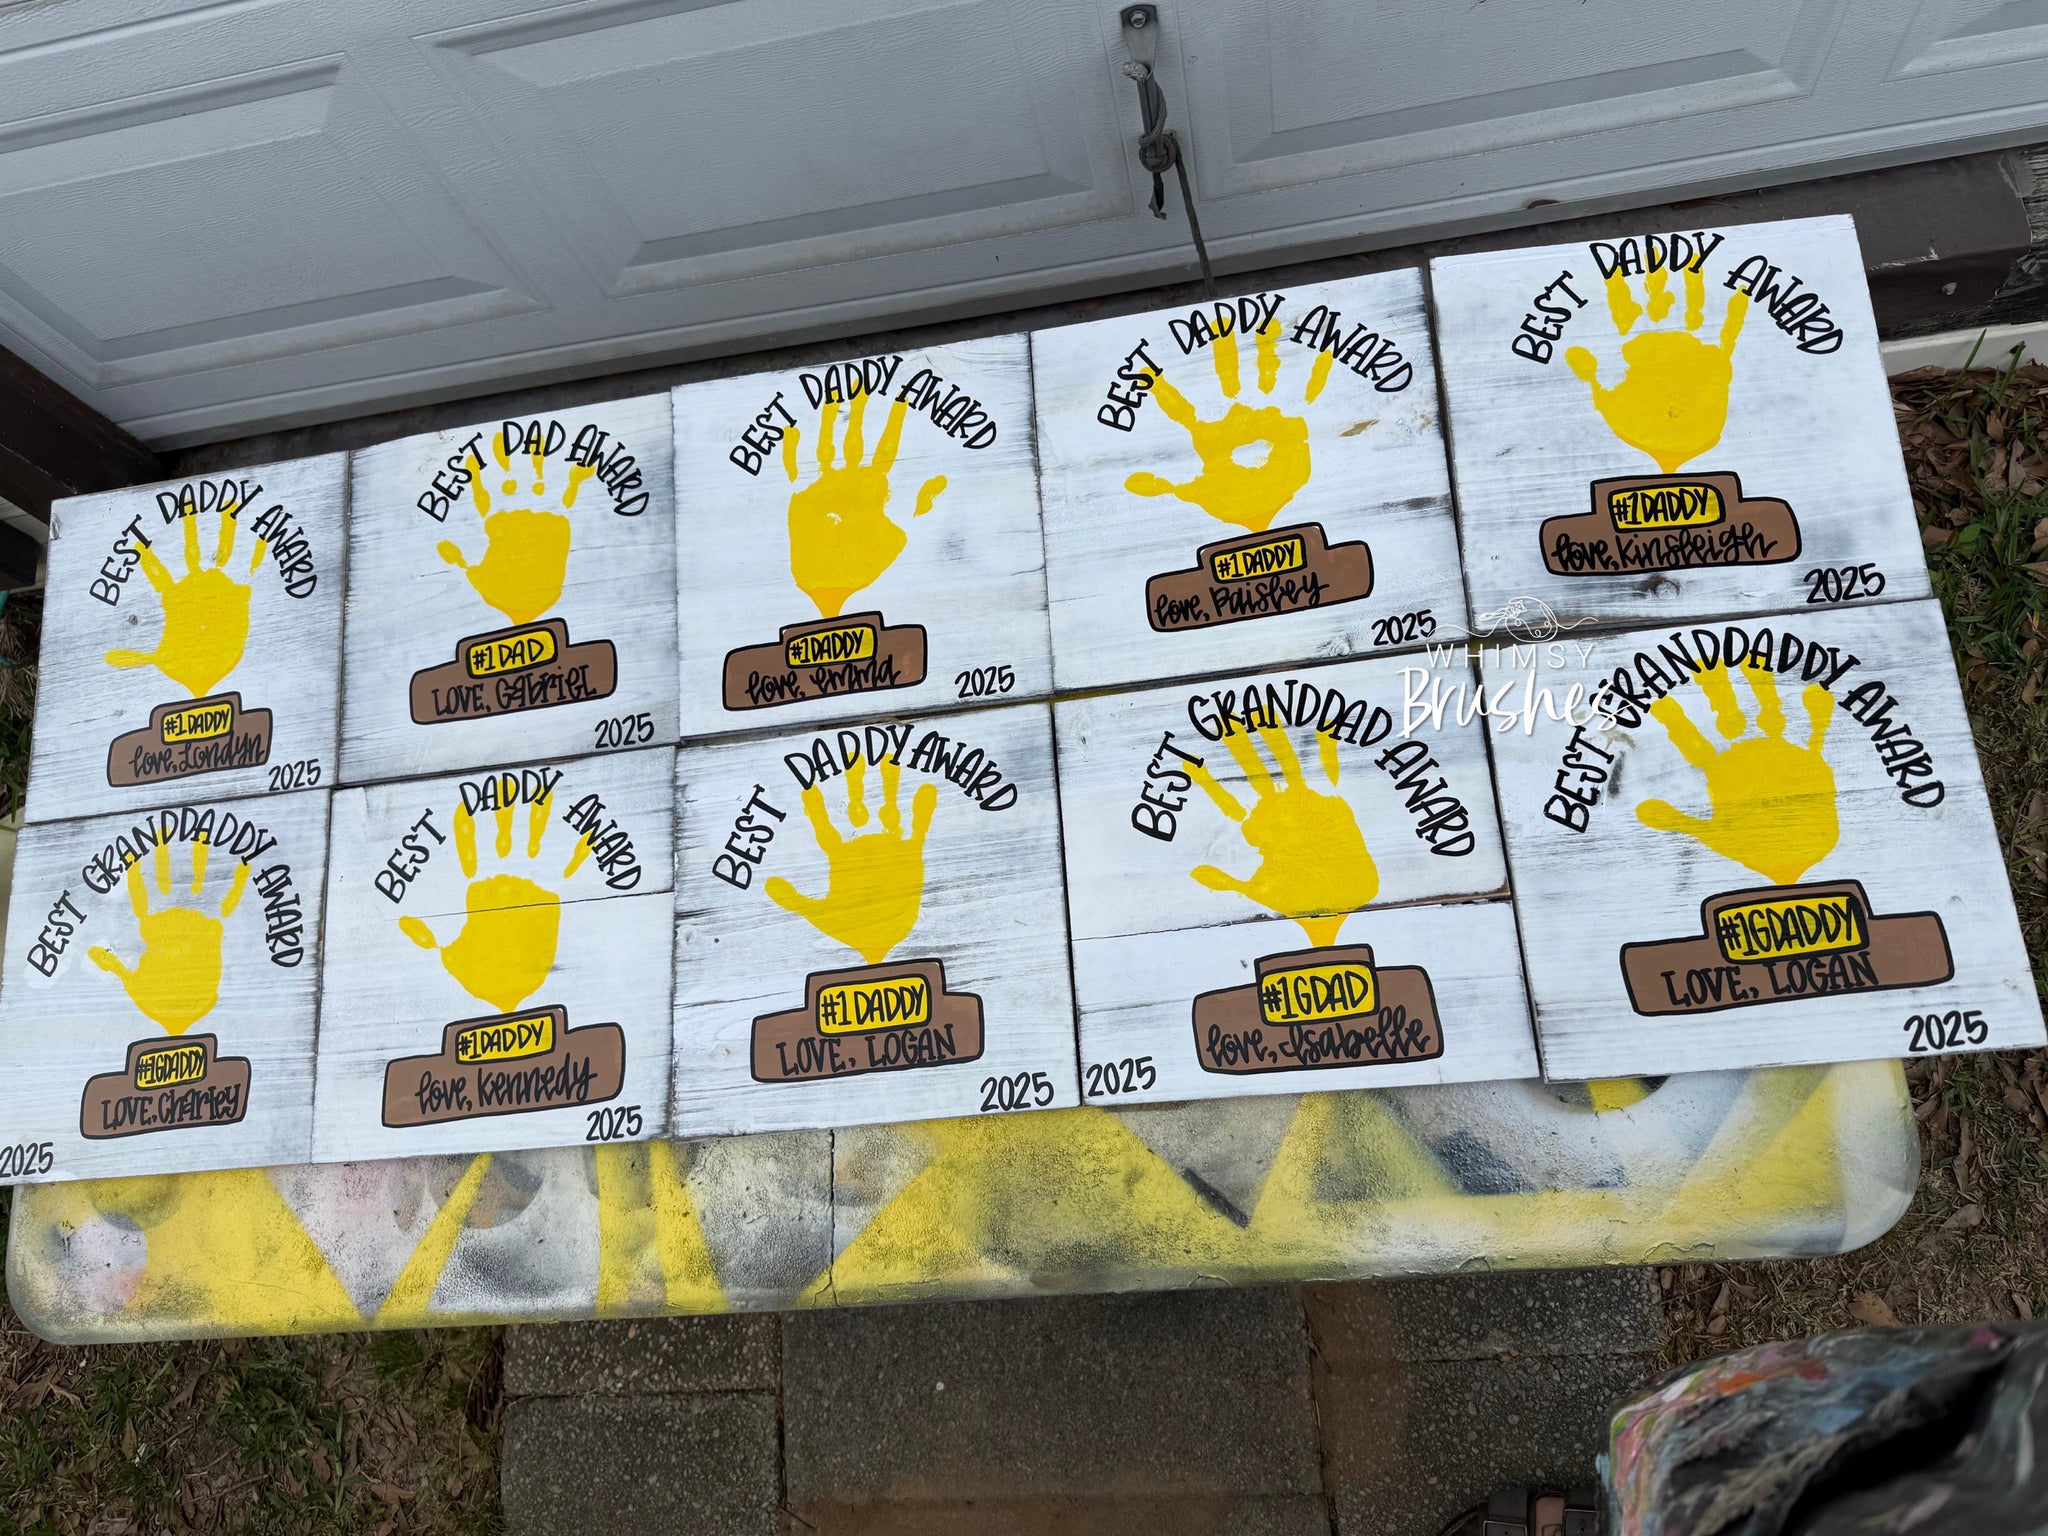 BEST DADDY AWARD
#1 DADDY
love, Londyn
2025
BEST DAD AWARD
#1 DAD
LOVE, GABRIEL
2025
BEST DADDY AWARD
#1 DADDY
love, emma
2025
BEST DADDY AWARD
#1 DADDY
love, Paisley
2025
BEST DADDY AWARD
#1 DADDY
love, Kinsleigh
2025
WHIMSY
Brushes
BEST GRANDDADDY AWARD
#1 GDADDY
LOVE, Charley
2025
BEST DADDY AWARD
#1 DADDY
love, Kennedy
2025
BEST DADDY AWARD
#1 DADDY
LOVE, LOGAN
2025
BEST GRANDDAD AWARD
#1 GDAD
love, Isabelle
2025
BEST GRANDDADDY AWARD
#1 GDADDY
LOVE, LOGAN
2025